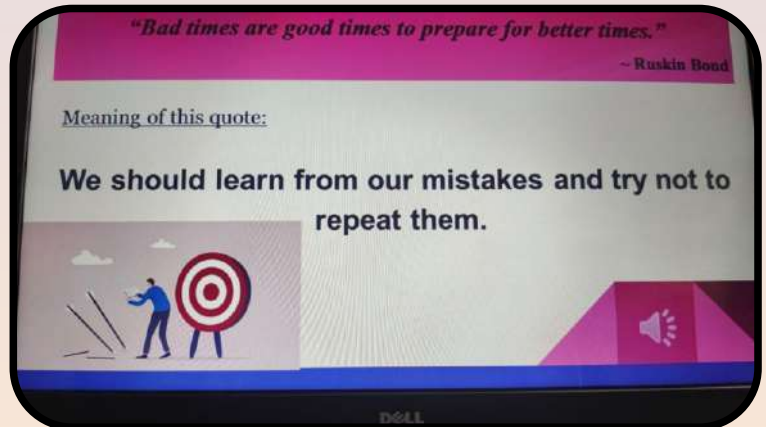 “Bad times are good times to prepare for better times.”
~ Ruskin Bond
Meaning of this quote:
We should learn from our mistakes and try not to
repeat them.
DELL